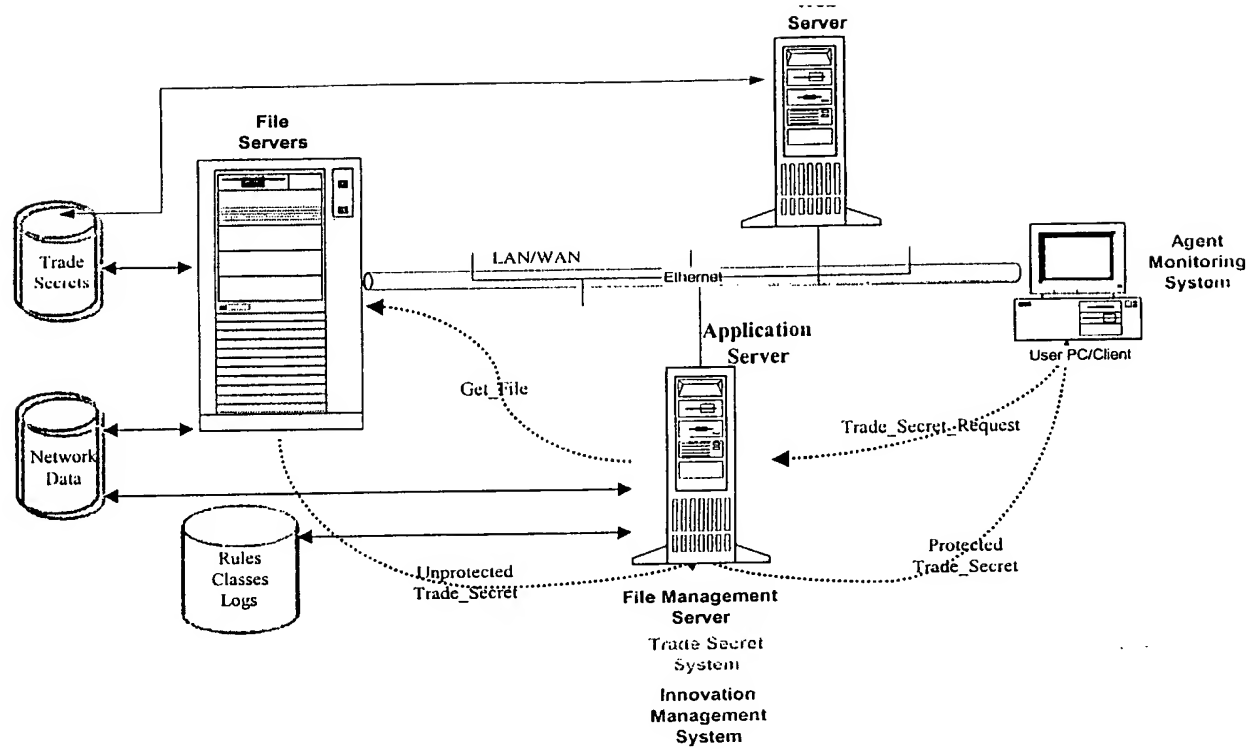 Server
File
Servers
Trade
Secrets
LAN/WAN
Ethernet
Agent
Monitoring
System
Application
Server
User PC/Client
Get_File
Trade_Secret_Request
Network
Data
Rules
Classes
Logs
Unprotected
Trade_Secret
Protected
Trade_Secret
File Management
Server
Trade Secret
System
Innovation
Management
System